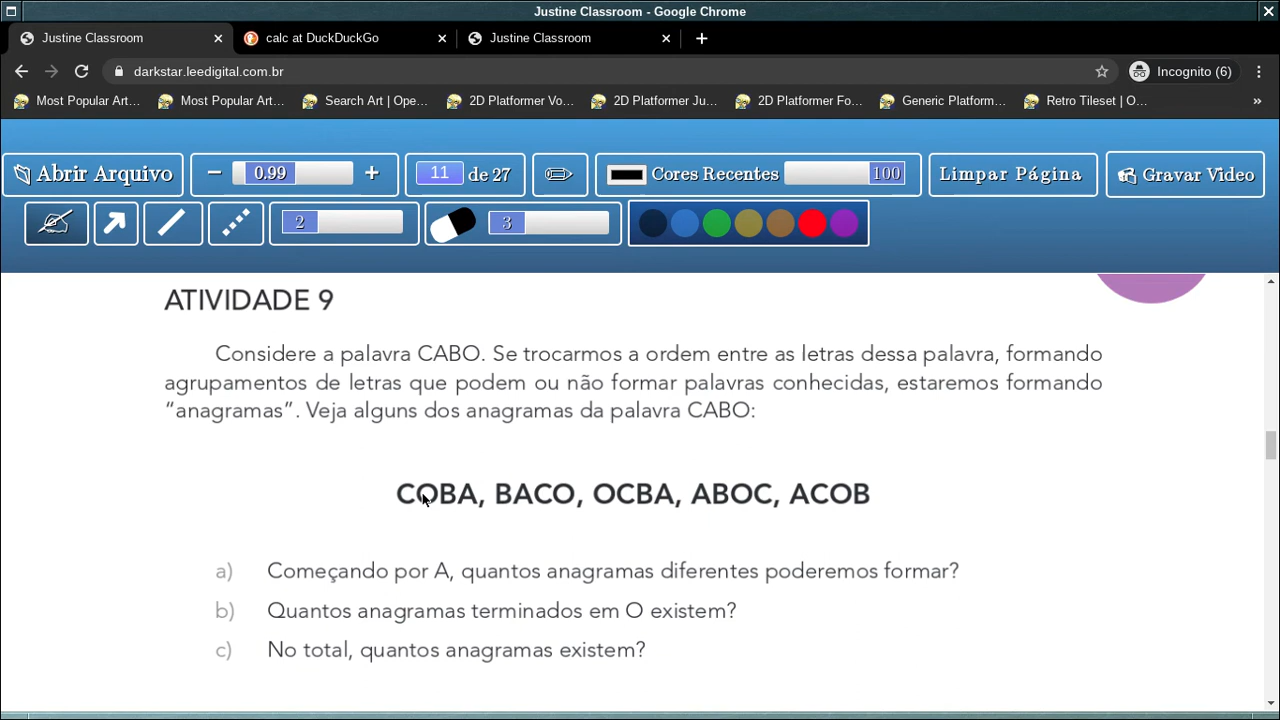 Justine Classroom - Google Chrome
Justine Classroom
calc at DuckDuckGo
Justine Classroom
darkstar.leedigital.com.br
Incognito (6)
Most Popular Art…
Most Popular Art…
Search Art | Ope…
2D Platformer Vo…
2D Platformer Ju…
2D Platformer Fo…
Generic Platform…
Retro Tileset | O…
»
Abrir Arquivo
− 0.99 +
11 de 27
Cores Recentes
100
Limpar Página
Gravar Video
2
3
ATIVIDADE 9
Considere a palavra CABO. Se trocarmos a ordem entre as letras dessa palavra, formando
agrupamentos de letras que podem ou não formar palavras conhecidas, estaremos formando
“anagramas”. Veja alguns dos anagramas da palavra CABO:
COBA, BACO, OCBA, ABOC, ACOB
a) Começando por A, quantos anagramas diferentes poderemos formar?
b) Quantos anagramas terminados em O existem?
c) No total, quantos anagramas existem?